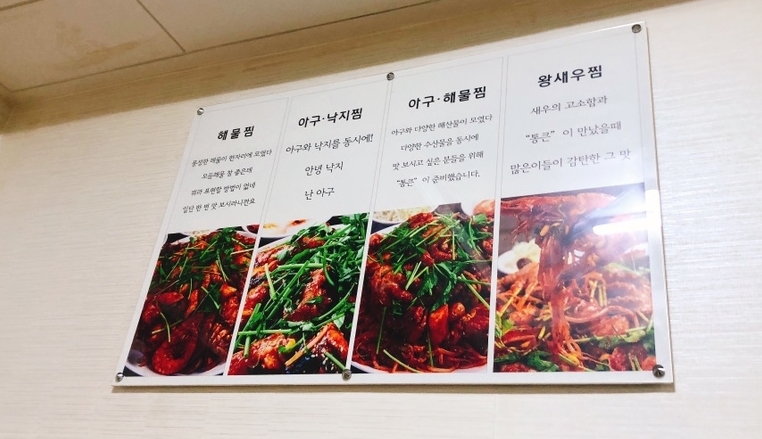 해물찜
풍성한 해물이 한자리에 모였다
모듬해물 찜 좋은데
뭐라 표현할 방법이 없네
일단 한 번 맛 보시라니깐요
아구·낙지찜
아구와 낙지를 동시에!
안녕 낙지
난 아구
아구·해물찜
아구와 다양한 해산물이 모였다
다양한 수산물을 동시에
맛 보시고 싶은 분들을 위해
“통큰” 이 준비했습니다.
왕새우찜
새우의 고소함과
“통큰” 이 만났을때
많은이들이 감탄한 그 맛